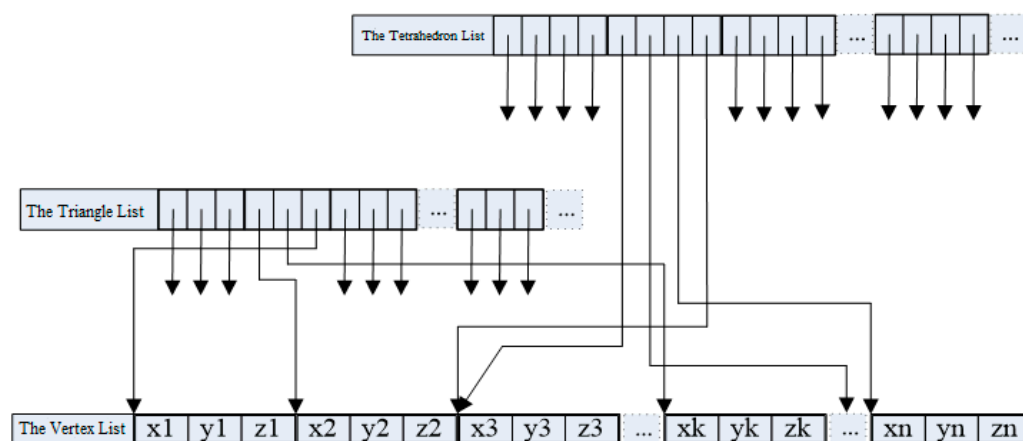 The Tetrahedron List ... ...
The Triangle List ... ...
The Vertex List x1 y1 z1 x2 y2 z2 x3 y3 z3 ... xk yk zk ... xn yn zn